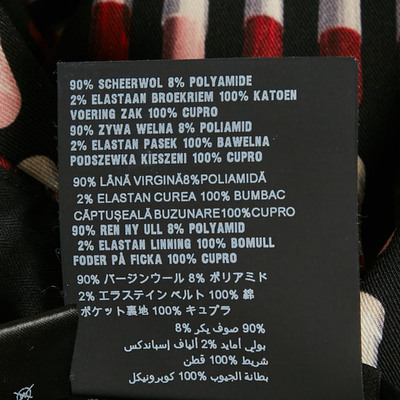 90% SCHEERWOL 8% POLYAMIDE
2% ELASTAAN BROEKRIEM 100% KATOEN
VOERING ZAK 100% CUPRO
90% ZYWA WELNA 8% POLIAMID
2% ELASTAN PASEK 100% BAWELNA
PODSZEWKA KİESZENI 100% CUPRO
90% LÂNĂ VIRGINĂ8%POLIAMIDĂ
2% ELASTAN CUREA 100% BUMBAC
CĂPTUȘEALĂ BUZUNARE100%CUPRO
90% REN NY ULL 8% POLYAMID
2% ELASTAN LINNING 100% BOMULL
FODER PÅ FICKA 100% CUPRO
90% バージンウール 8% ポリアミド
2% エラステイン ベルト 100% 綿
ポケット裏地 100% キュプラ
90% صوف بكر 8%
بولي أمايد 2% ألياف إسباندكس
شريط 100% قطن
بطانة الجيوب 100% كوبرونيكل